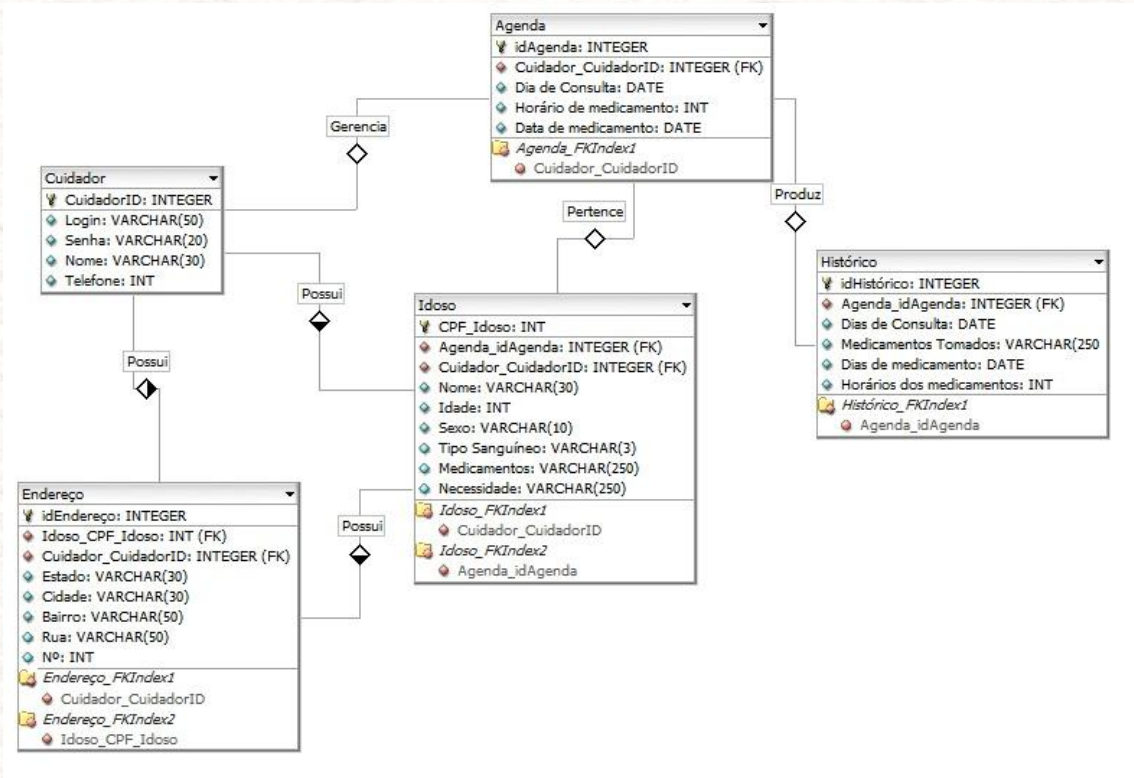 Agenda
idAgenda: INTEGER
Cuidador_CuidadorID: INTEGER (FK)
Dia de Consulta: DATE
Horário de medicamento: INT
Data de medicamento: DATE
Agenda_FKIndex1
Cuidador_CuidadorID
Gerencia
Cuidador
CuidadorID: INTEGER
Login: VARCHAR(50)
Senha: VARCHAR(20)
Nome: VARCHAR(30)
Telefone: INT
Pertence
Produz
Histórico
idHistórico: INTEGER
Agenda_idAgenda: INTEGER (FK)
Dias de Consulta: DATE
Medicamentos Tomados: VARCHAR(250
Dias de medicamento: DATE
Horários dos medicamentos: INT
Histórico_FKIndex1
Agenda_idAgenda
Possui
Idoso
CPF_Idoso: INT
Agenda_idAgenda: INTEGER (FK)
Cuidador_CuidadorID: INTEGER (FK)
Nome: VARCHAR(30)
Idade: INT
Sexo: VARCHAR(10)
Tipo Sanguíneo: VARCHAR(3)
Medicamentos: VARCHAR(250)
Necessidade: VARCHAR(250)
Idoso_FKIndex1
Cuidador_CuidadorID
Idoso_FKIndex2
Agenda_idAgenda
Possui
Endereço
idEndereço: INTEGER
Idoso_CPF_Idoso: INT (FK)
Cuidador_CuidadorID: INTEGER (FK)
Estado: VARCHAR(30)
Cidade: VARCHAR(30)
Bairro: VARCHAR(50)
Rua: VARCHAR(50)
Nº: INT
Endereço_FKIndex1
Cuidador_CuidadorID
Endereço_FKIndex2
Idoso_CPF_Idoso
Possui